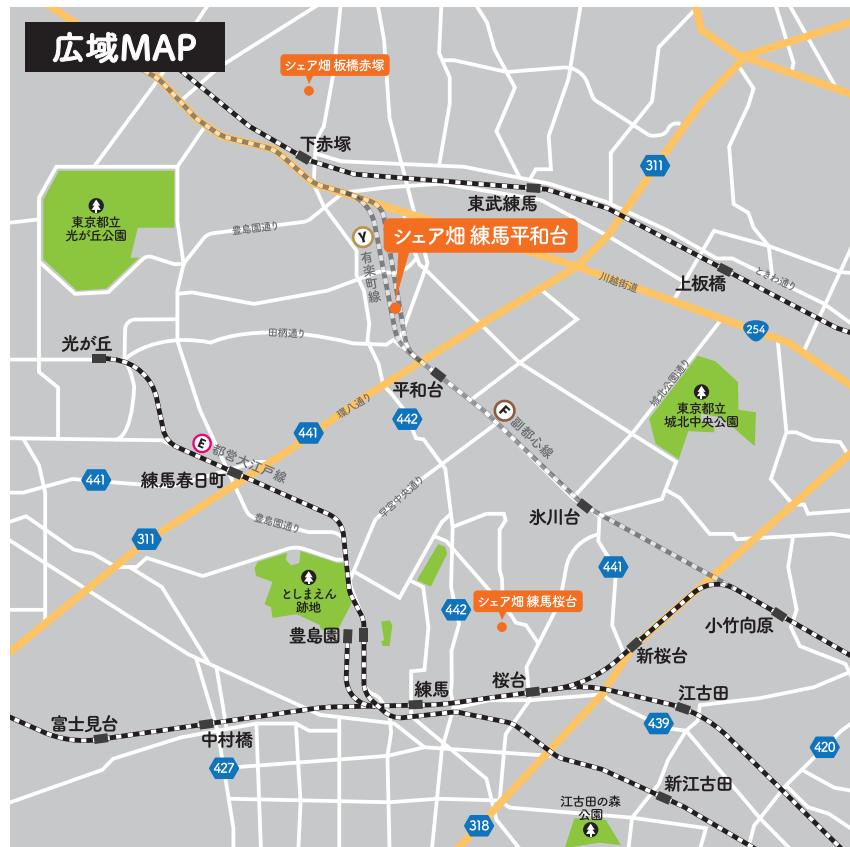 広域MAP
シェア畑 板橋赤塚
下赤塚
311
東武練馬
東京都立
光が丘公園
豊島園通り
Y
シェア畑 練馬平和台
有楽町線
上板橋
ときわ通り
川越街道
254
田柄通り
光が丘
平和台
城北公園通り
環八通り
442
F
副都心線
東京都立
城北中央公園
441
E
都営大江戸線
練馬春日町
441
早宮中央通り
豊島園通り
氷川台
311
441
としまえん
跡地
442
シェア畑 練馬桜台
豊島園
小竹向原
新桜台
練馬
桜台
江古田
富士見台
中村橋
439
420
427
新江古田
江古田の森
公園
318